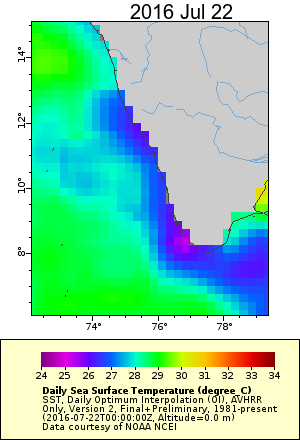 2016 Jul 22
14°
12°
10°
8°
74° 76° 78°
24 25 26 27 28 29 30 31 32 33 34
Daily Sea Surface Temperature (degree_C)
SST, Daily Optimum Interpolation (OI), AVHRR
Only, Version 2, Final+Preliminary, 1981-present
(2016-07-22T00:00:00Z, Altitude=0.0 m)
Data courtesy of NOAA NCEI